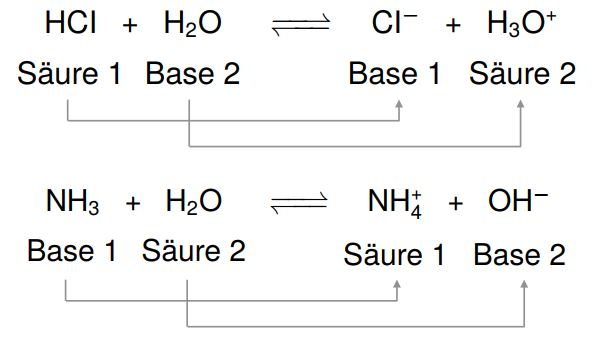 HCl + H₂O ⇌ Cl⁻ + H₃O⁺
Säure 1 Base 2 Base 1 Säure 2
NH₃ + H₂O ⇌ NH₄⁺ + OH⁻
Base 1 Säure 2 Säure 1 Base 2